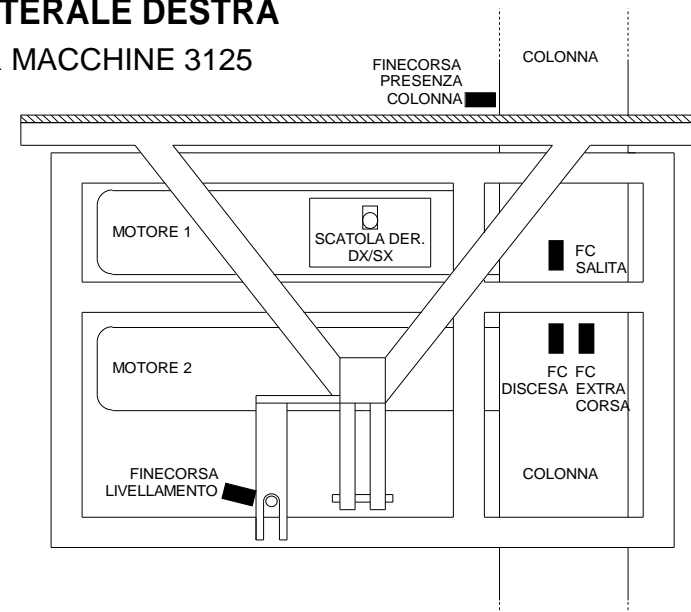 TERALE DESTRA
MACCHINE 3125
FINECORSA
PRESENZA
COLONNA
COLONNA
MOTORE 1
SCATOLA DER.
DX/SX
FC
SALITA
MOTORE 2
FC FC
DISCESA EXTRA
CORSA
FINECORSA
LIVELLAMENTO
COLONNA